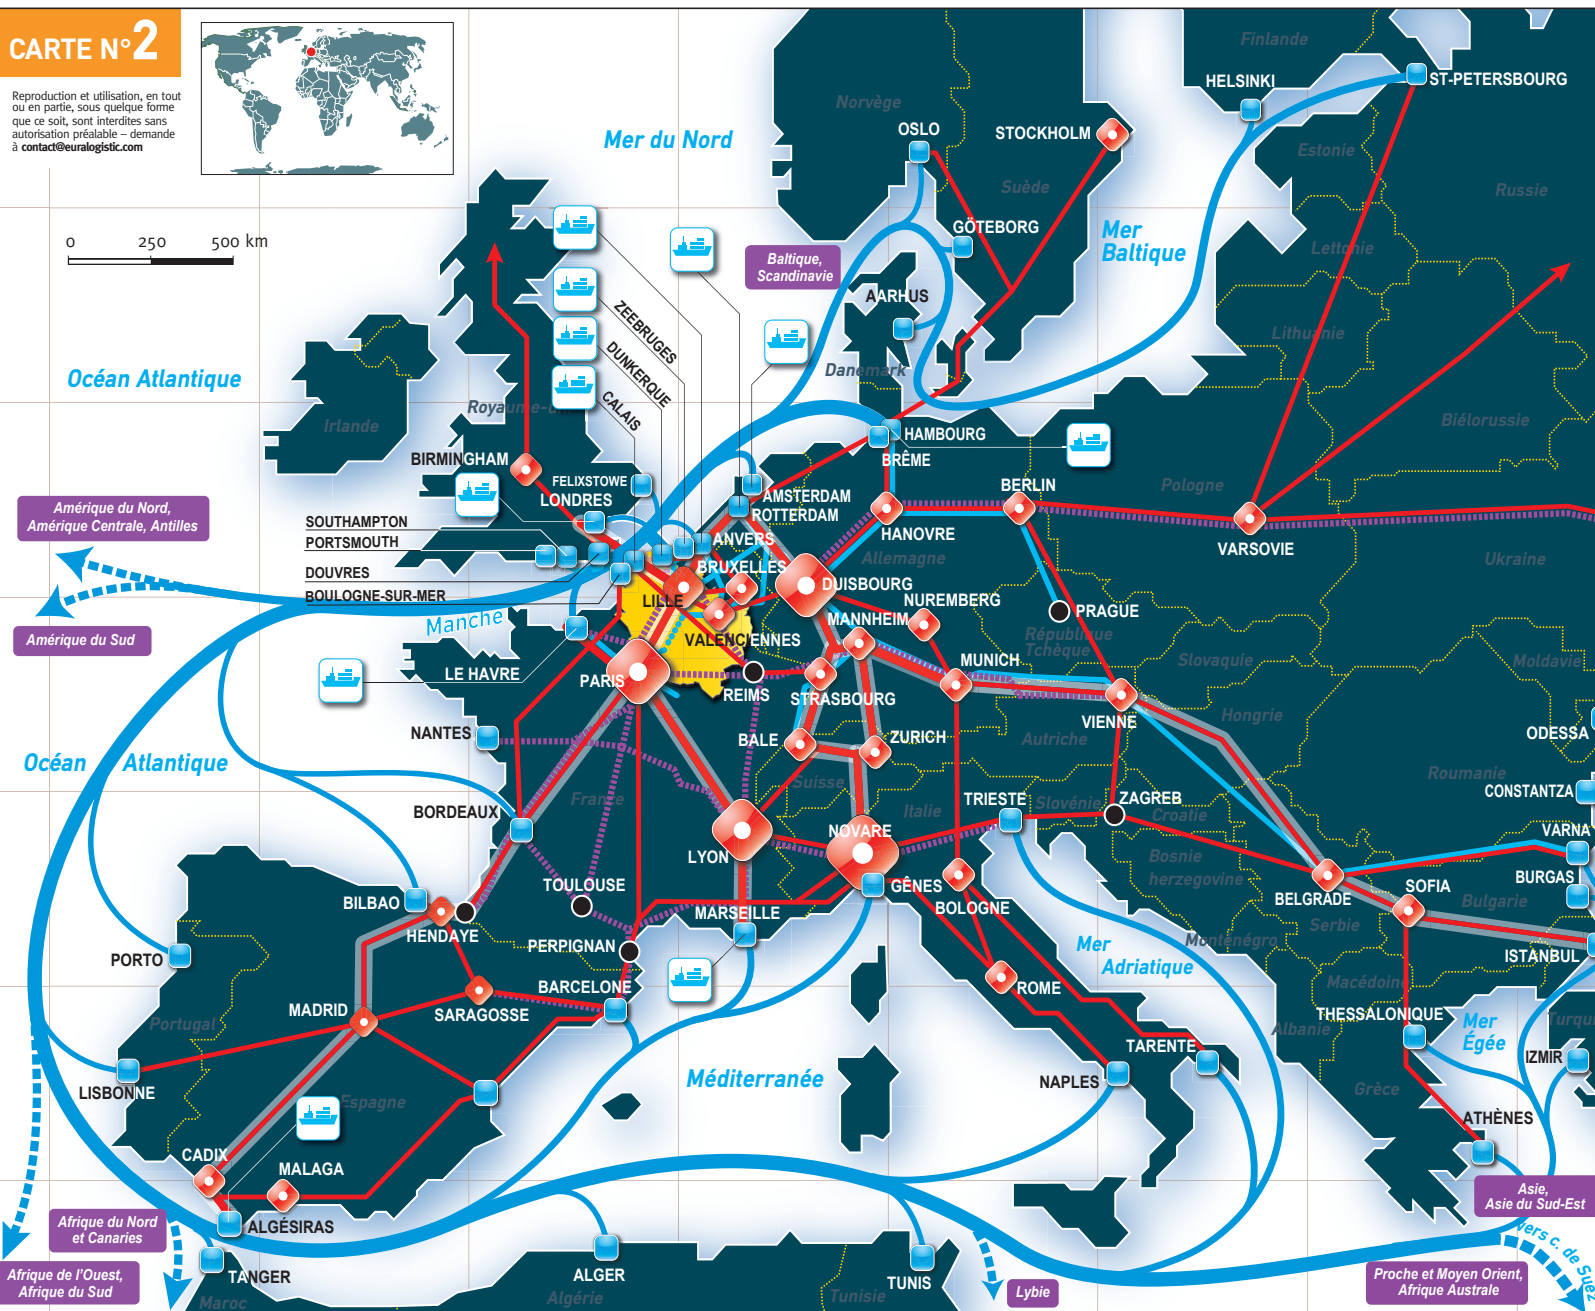 CARTE N°2
Reproduction et utilisation, en tout
ou en partie, sous quelque forme
que ce soit, sont interdites sans
autorisation préalable – demande
à contact@euralogistic.com
0 250 500 km
Mer du Nord
Norvège
OSLO
STOCKHOLM
Suède
GÖTEBORG
Finlande
HELSINKI
ST-PETERSBOURG
Estonie
Russie
Mer
Baltique
Lettonie
Baltique,
Scandinavie
AARHUS
Danemark
Lithuanie
Biélorussie
ZEEBRUGES
DUNKERQUE
CALAIS
Océan Atlantique
Irlande
Royaume-uni
BIRMINGHAM
FELIXSTOWE
LONDRES
HAMBOURG
BRÊME
AMSTERDAM
ROTTERDAM
ANVERS
BRUXELLES
HANOVRE
BERLIN
Pologne
VARSOVIE
Ukraine
Amérique du Nord,
Amérique Centrale, Antilles
SOUTHAMPTON
PORTSMOUTH
DOUVRES
BOULOGNE-SUR-MER
Amérique du Sud
Manche
LE HAVRE
LILLE
VALENCIENNES
Allemagne
DUISBOURG
NUREMBERG
MANNHEIM
PRAGUE
République
Tchèque
Slovaquie
Moldavie
PARIS
REIMS
STRASBOURG
MUNICH
VIENNE
Hongrie
NANTES
BALE
ZURICH
Autriche
ODESSA
Océan Atlantique
Suisse
France
Italie
TRIESTE
Slovénie
ZAGREB
Croatie
Roumanie
CONSTANTZA
BORDEAUX
LYON
NOVARE
VARNA
Bosnie
herzegovine
BURGAS
TOULOUSE
GÊNES
BOLOGNE
BELGRADE
SOFIA
Bulgarie
BILBAO
HENDAYE
MARSEILLE
Serbie
PERPIGNAN
Mer
Adriatique
Monténégro
ISTANBUL
PORTO
BARCELONE
ROME
Macédoine
MADRID
SARAGOSSE
Portugal
THESSALONIQUE
Albanie
Mer
Égée
Turquie
TARENTE
IZMIR
LISBONNE
Espagne
Méditerranée
NAPLES
Grèce
ATHÈNES
CADIX
MALAGA
Asie,
Asie du Sud-Est
ALGÉSIRAS
Afrique du Nord
et Canaries
vers c. de Suez
TANGER
Maroc
ALGER
Algérie
TUNIS
Tunisie
Lybie
Afrique de l'Ouest,
Afrique du Sud
Proche et Moyen Orient,
Afrique Australe